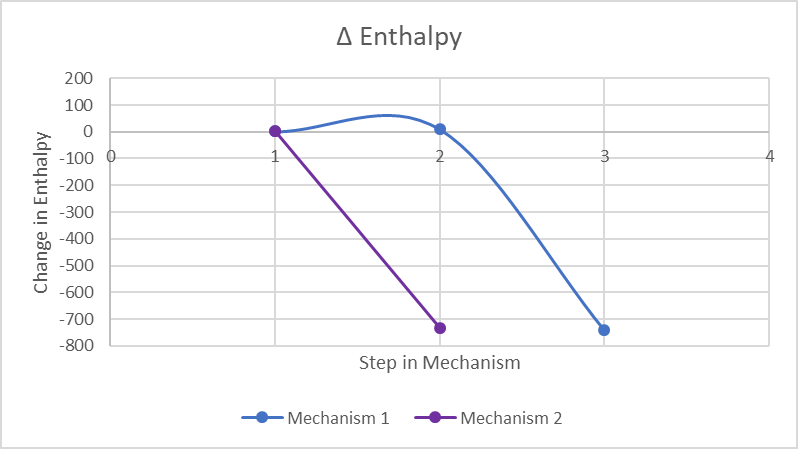 Δ Enthalpy
200
100
0
-100
-200
-300
-400
-500
-600
-700
-800
0 1 2 3 4
Change in Enthalpy
Step in Mechanism
Mechanism 1 Mechanism 2